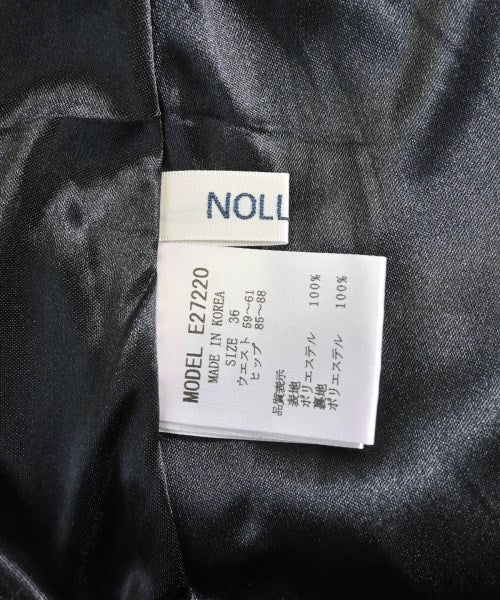 NOLL
MODEL E27220
MADE IN KOREA
SIZE 36
ウエスト 59～61
ヒップ 85～88
品質表示
表地
ポリエステル 100%
裏地
ポリエステル 100%